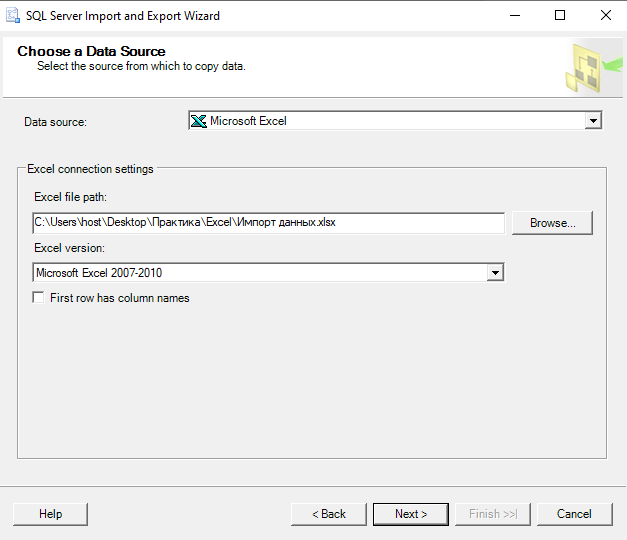 SQL Server Import and Export Wizard
Choose a Data Source
Select the source from which to copy data.
Data source:
Microsoft Excel
Excel connection settings
Excel file path:
C:\Users\host\Desktop\Практика\Excel\Импорт данных.xlsx
Browse...
Excel version:
Microsoft Excel 2007-2010
First row has column names
Help
< Back
Next >
Finish >>|
Cancel